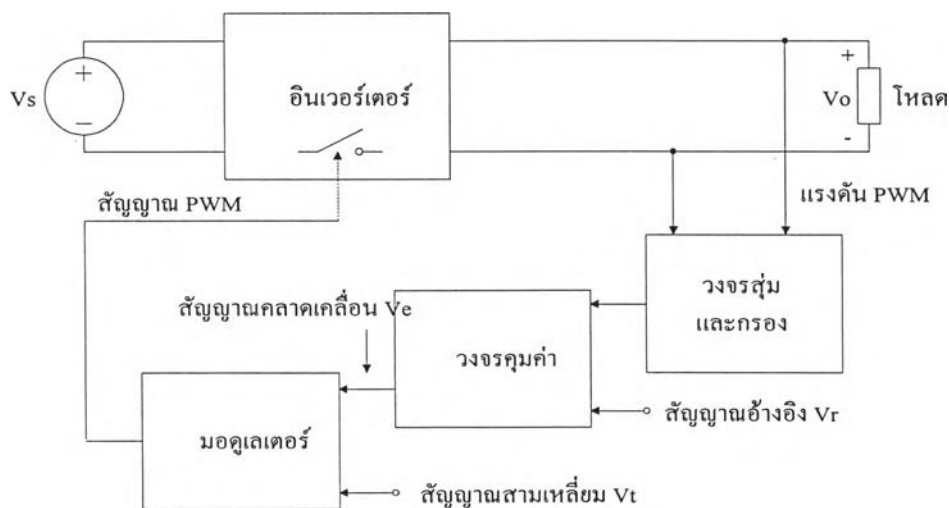 Vs
+
–
อินเวอร์เตอร์
+
Vo
-
โหลด
สัญญาณ PWM
แรงดัน PWM
วงจรสุ่ม
และกรอง
สัญญาณคลาดเคลื่อน Ve
วงจรคุมค่า
สัญญาณอ้างอิง Vr
มอดูเลเตอร์
สัญญาณสามเหลี่ยม Vt